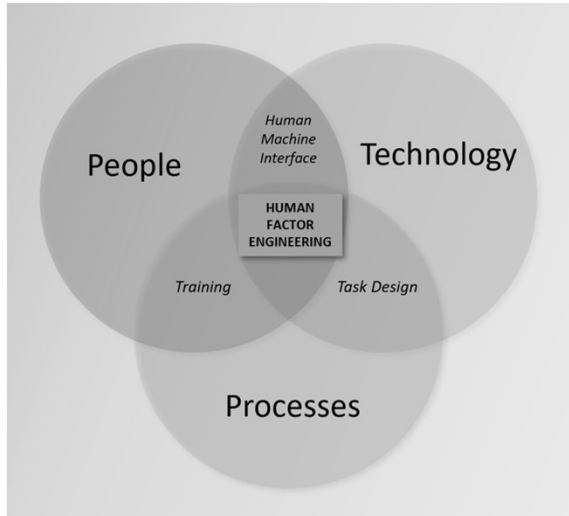 Human
Machine
Interface
People
Technology
HUMAN
FACTOR
ENGINEERING
Training
Task Design
Processes